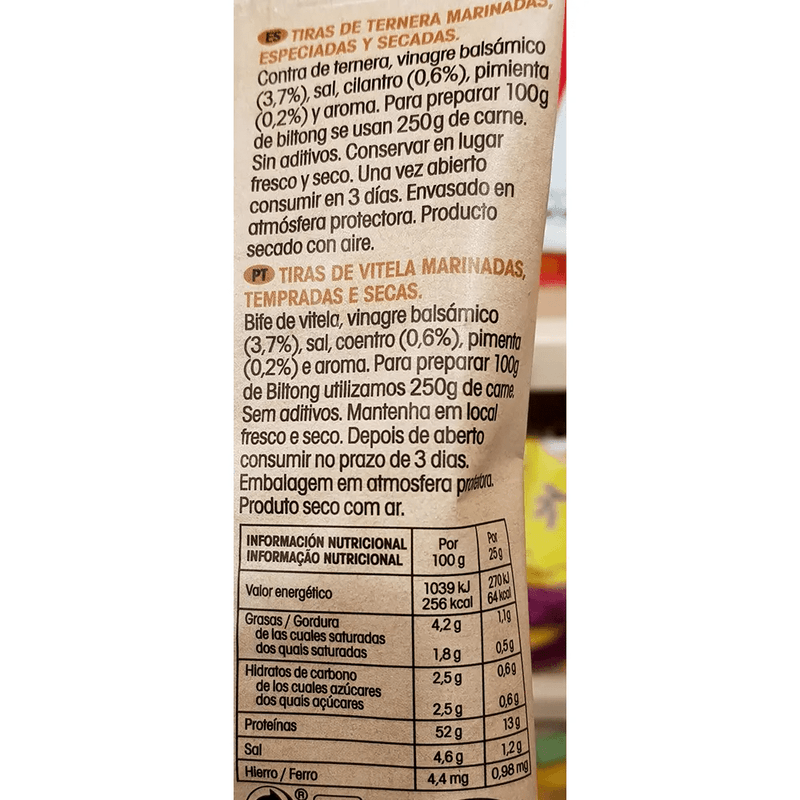 ES TIRAS DE TERNERA MARINADAS,
ESPECIADAS Y SECADAS.
Contra de ternera, vinagre balsámico
(3,7%), sal, cilantro (0,6%), pimienta
(0,2%) y aroma. Para preparar 100g
de biltong se usan 250g de carne.
Sin aditivos. Conservar en lugar
fresco y seco. Una vez abierto
consumir en 3 días. Envasado en
atmósfera protectora. Producto
secado con aire.
PT TIRAS DE VITELA MARINADAS,
TEMPRADAS E SECAS.
Bife de vitela, vinagre balsámico
(3,7%), sal, coentro (0,6%), pimenta
(0,2%) e aroma. Para preparar 100g
de Biltong utilizamos 250g de carne.
Sem aditivos. Mantenha em local
fresco e seco. Depois de aberto
consumir no prazo de 3 dias.
Embalagem em atmosfera protetora.
Produto seco com ar.
INFORMACIÓN NUTRICIONAL Por Por
INFORMAÇÃO NUTRICIONAL 100 g 25 g
Valor energético 1039 kJ 270 kJ
256 kcal 64 kcal
Grasas / Gordura 4,2 g 1,1g
de las cuales saturadas
dos quais saturadas 1,8 g 0,5 g
Hidratos de carbono 2,5 g 0,6 g
de los cuales azúcares
dos quais açúcares 2,5 g 0,6 g
Proteínas 52 g 13 g
Sal 4,6 g 1,2 g
Hierro / Ferro 4,4 mg 0,98 mg
®